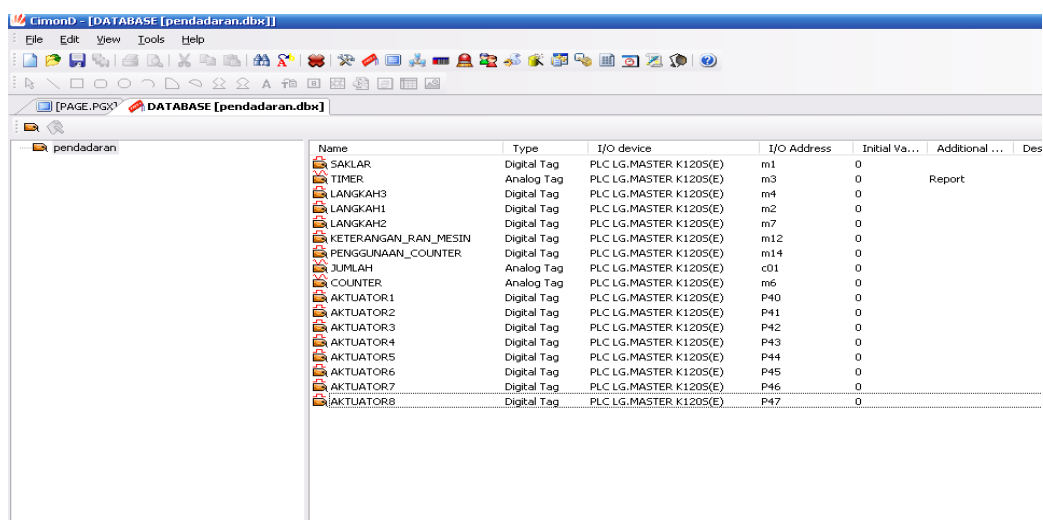 CimonD - [DATABASE [pendadaran.dbx]]
File Edit View Tools Help
[PAGE.PGX] DATABASE [pendadaran.dbx]
pendadaran
Name Type I/O device I/O Address Initial Va... Additional ... Des
SAKLAR Digital Tag PLC LG.MASTER K120S(E) m1 0
TIMER Analog Tag PLC LG.MASTER K120S(E) m3 0 Report
LANGKAH3 Digital Tag PLC LG.MASTER K120S(E) m4 0
LANGKAH1 Digital Tag PLC LG.MASTER K120S(E) m2 0
LANGKAH2 Digital Tag PLC LG.MASTER K120S(E) m7 0
KETERANGAN_RAN_MESIN Digital Tag PLC LG.MASTER K120S(E) m12 0
PENGGUNAAN_COUNTER Digital Tag PLC LG.MASTER K120S(E) m14 0
JUMLAH Analog Tag PLC LG.MASTER K120S(E) c01 0
COUNTER Analog Tag PLC LG.MASTER K120S(E) m6 0
AKTUATOR1 Digital Tag PLC LG.MASTER K120S(E) P40 0
AKTUATOR2 Digital Tag PLC LG.MASTER K120S(E) P41 0
AKTUATOR3 Digital Tag PLC LG.MASTER K120S(E) P42 0
AKTUATOR4 Digital Tag PLC LG.MASTER K120S(E) P43 0
AKTUATOR5 Digital Tag PLC LG.MASTER K120S(E) P44 0
AKTUATOR6 Digital Tag PLC LG.MASTER K120S(E) P45 0
AKTUATOR7 Digital Tag PLC LG.MASTER K120S(E) P46 0
AKTUATOR8 Digital Tag PLC LG.MASTER K120S(E) P47 0